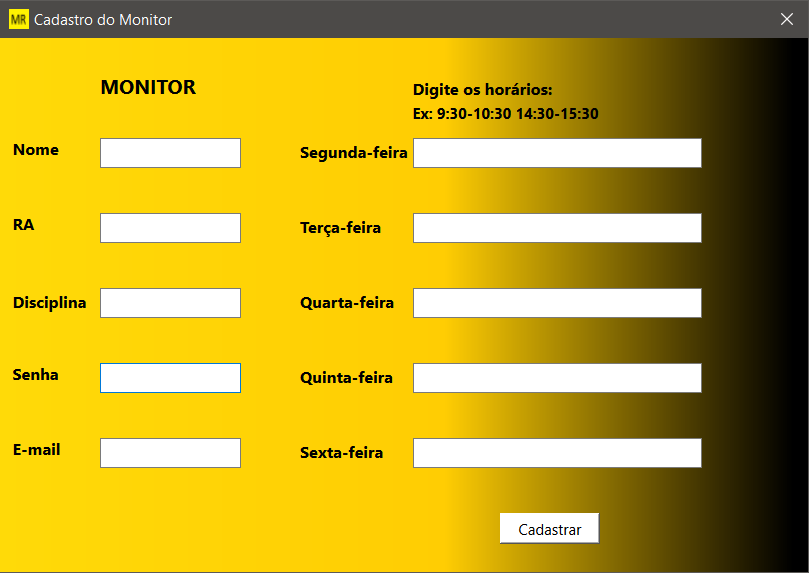 MR Cadastro do Monitor
MONITOR
Digite os horários:
Ex: 9:30-10:30 14:30-15:30
Nome
Segunda-feira
RA
Terça-feira
Disciplina
Quarta-feira
Senha
Quinta-feira
E-mail
Sexta-feira
Cadastrar